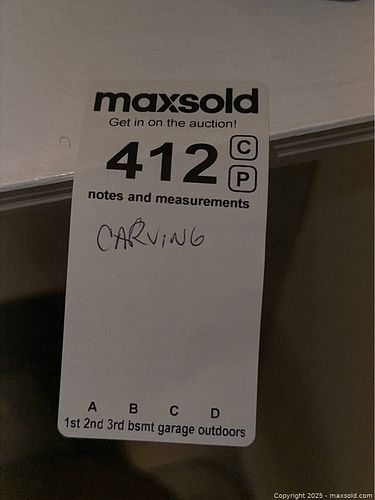 maxsold
Get in on the auction!
412 C
P
notes and measurements
CARVING
A B C D
1st 2nd 3rd bsmt garage outdoors
Copyright 2025 - maxsold.com